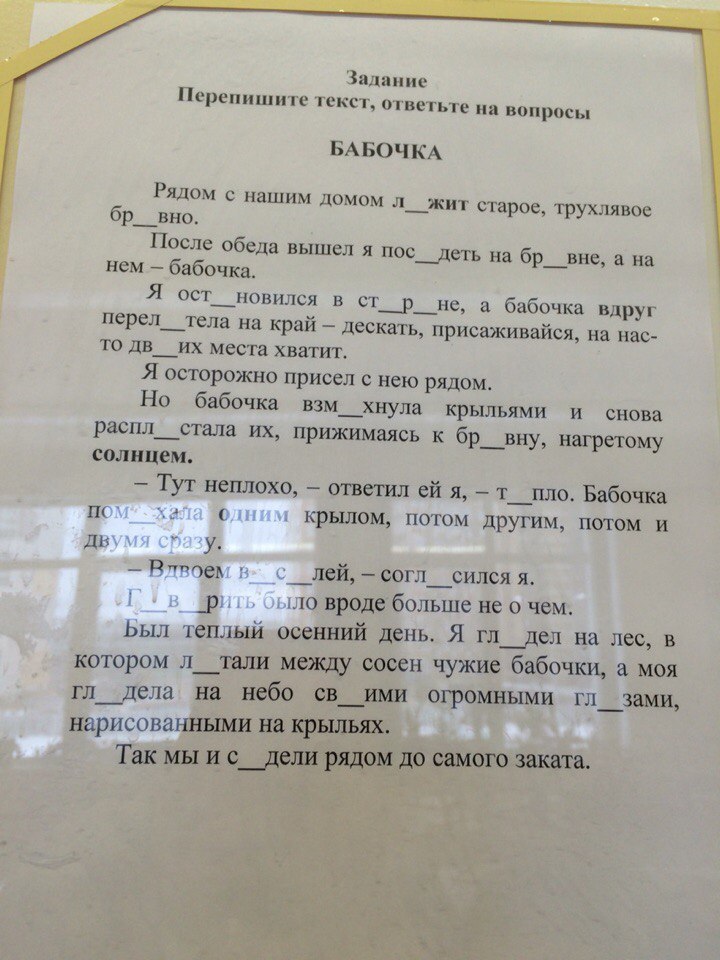 Задание
Перепишите текст, ответьте на вопросы
БАБОЧКА
Рядом с нашим домом л__жит старое, трухлявое
бр__вно.
После обеда вышел я пос__деть на бр__вне, а на
нем – бабочка.
Я ост__новился в ст__р__не, а бабочка вдруг
перел__тела на край – дескать, присаживайся, на нас-
то дв__их места хватит.
Я осторожно присел с нею рядом.
Но бабочка взм__хнула крыльями и снова
распл__стала их, прижимаясь к бр__вну, нагретому
солнцем.
– Тут неплохо, – ответил ей я, – т__пло. Бабочка
пом__хала одним крылом, потом другим, потом и
двумя сразу.
– Вдвоем в__с__лей, – согл__сился я.
Г__в__рить было вроде больше не о чем.
Был теплый осенний день. Я гл__дел на лес, в
котором л__тали между сосен чужие бабочки, а моя
гл__дела на небо св__ими огромными гл__зами,
нарисованными на крыльях.
Так мы и с__дели рядом до самого заката.